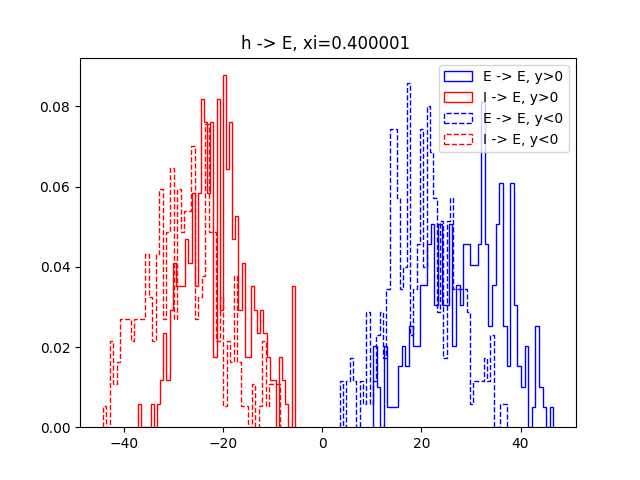 h -> E, xi=0.400001
E -> E, y>0
I -> E, y>0
E -> E, y<0
I -> E, y<0
0.08
0.06
0.04
0.02
0.00
−40 −20 0 20 40